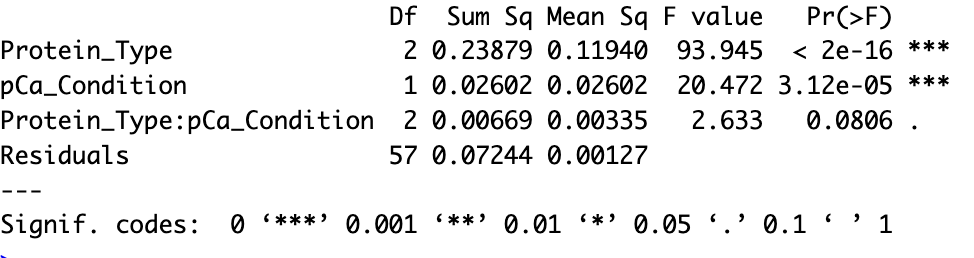 Df  Sum Sq Mean Sq F value   Pr(>F)    
Protein_Type            2 0.23879 0.11940  93.945  < 2e-16 ***
pCa_Condition           1 0.02602 0.02602  20.472 3.12e-05 ***
Protein_Type:pCa_Condition  2 0.00669 0.00335   2.633   0.0806 .  
Residuals              57 0.07244 0.00127                     
---
Signif. codes:  0 ‘***’ 0.001 ‘**’ 0.01 ‘*’ 0.05 ‘.’ 0.1 ‘ ’ 1